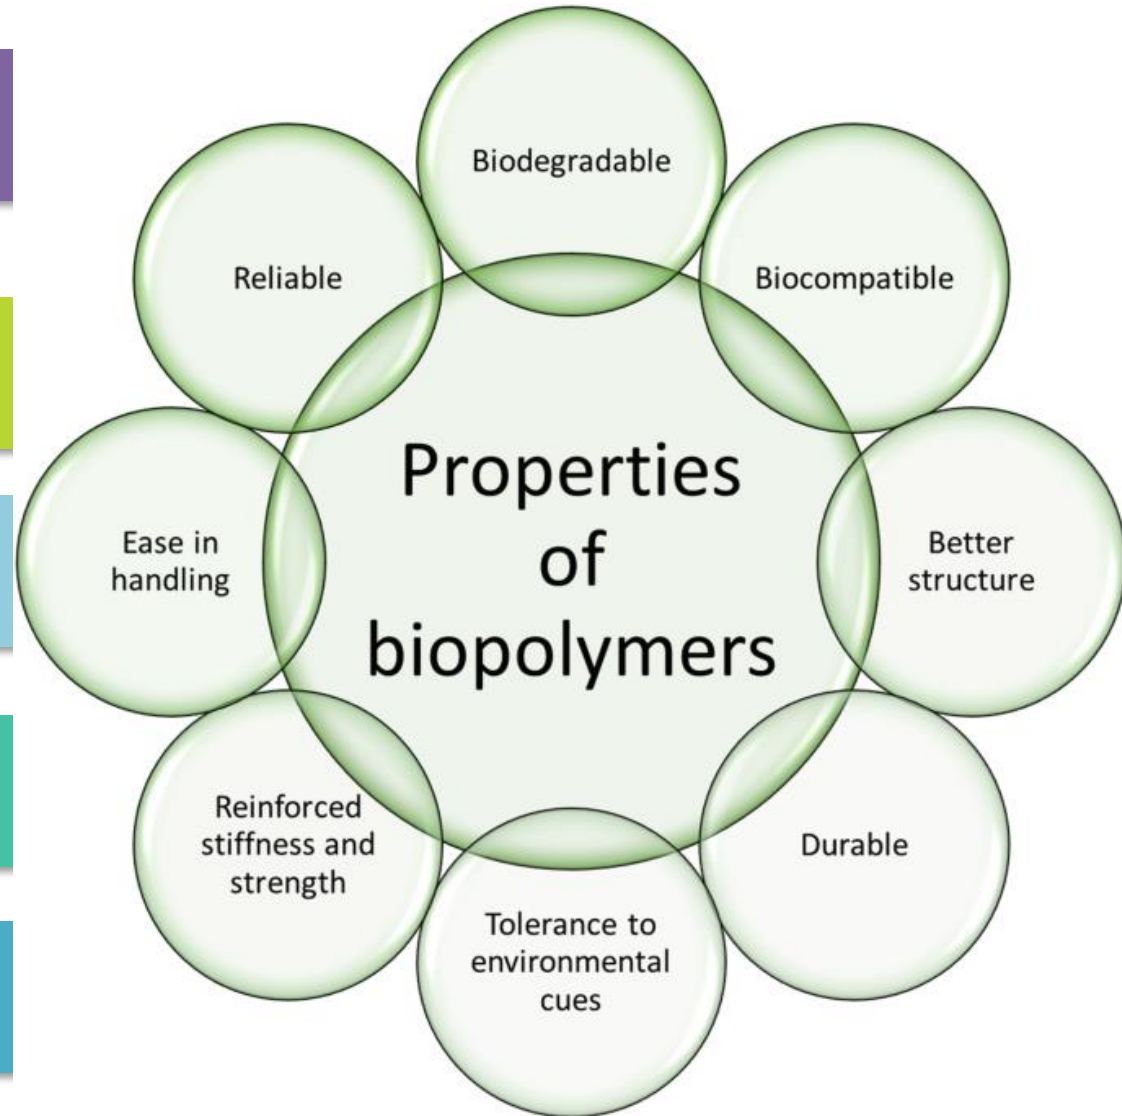 Properties
of
biopolymers
Biodegradable
Biocompatible
Better
structure
Durable
Tolerance to
environmental
cues
Reinforced
stiffness and
strength
Ease in
handling
Reliable